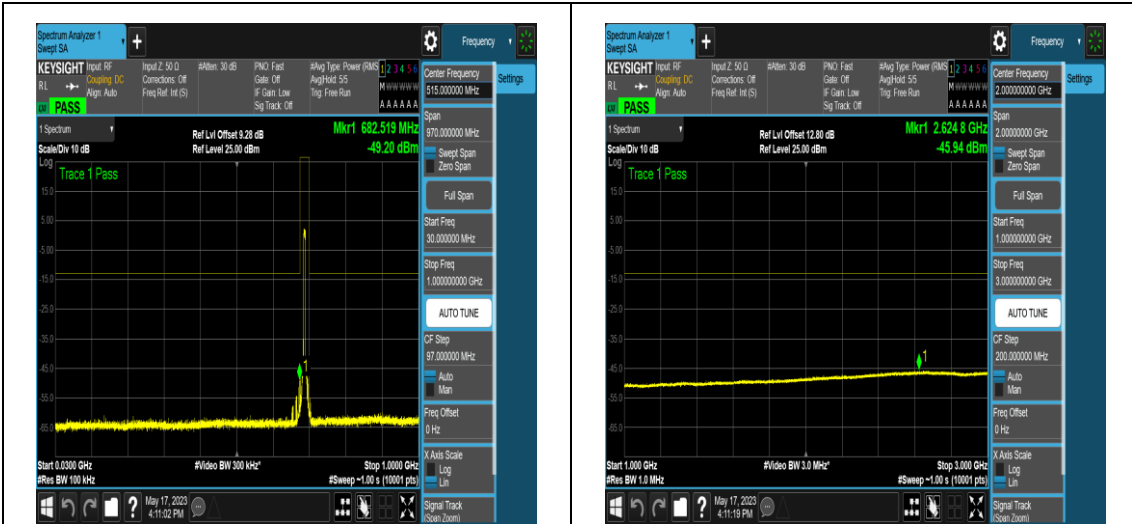 Spectrum Analyzer 1
Swept SA
+
Frequency
KEYSIGHT
RL
Input: RF
Coupling: DC
Align: Auto
Input Z: 50 Ω
Corrections: Off
Freq Ref: Int (S)
#Atten: 30 dB
PNO: Fast
Gate: Off
IF Gain: Low
Sig Track: Off
#Avg Type: Power (RMS
Avg|Hold: 5/5
Trig: Free Run
1 2 3 4 5 6
M W W W W W
A A A A A A
PASS
Center Frequency
515.000000 MHz
Settings
Span
970.000000 MHz
Swept Span
Zero Span
Full Span
Start Freq
30.000000 MHz
Stop Freq
1.000000000 GHz
AUTO TUNE
CF Step
97.000000 MHz
Auto
Man
Freq Offset
0 Hz
X Axis Scale
Log
Lin
Signal Track
(Span Zoom)
1 Spectrum
Scale/Div 10 dB
Ref Lvl Offset 9.28 dB
Ref Level 25.00 dBm
Mkr1 682.519 MHz
-49.20 dBm
Log
Trace 1 Pass
15.0
5.00
-5.00
-15.0
-25.0
-35.0
-45.0
-55.0
-65.0
1
Start 0.0300 GHz
#Res BW 100 kHz
#Video BW 300 kHz*
Stop 1.0000 GHz
#Sweep ~1.00 s (10001 pts)
?
May 17, 2023
4:11:02 PM
Spectrum Analyzer 1
Swept SA
+
Frequency
KEYSIGHT
RL
Input: RF
Coupling: DC
Align: Auto
Input Z: 50 Ω
Corrections: Off
Freq Ref: Int (S)
#Atten: 30 dB
PNO: Fast
Gate: Off
IF Gain: Low
Sig Track: Off
#Avg Type: Power (RMS
Avg|Hold: 5/5
Trig: Free Run
1 2 3 4 5 6
M W W W W W
A A A A A A
PASS
Center Frequency
2.000000000 GHz
Settings
Span
2.00000000 GHz
Swept Span
Zero Span
Full Span
Start Freq
1.000000000 GHz
Stop Freq
3.000000000 GHz
AUTO TUNE
CF Step
200.000000 MHz
Auto
Man
Freq Offset
0 Hz
X Axis Scale
Log
Lin
Signal Track
(Span Zoom)
1 Spectrum
Scale/Div 10 dB
Ref Lvl Offset 12.80 dB
Ref Level 25.00 dBm
Mkr1 2.624 8 GHz
-45.94 dBm
Log
Trace 1 Pass
15.0
5.00
-5.00
-15.0
-25.0
-35.0
-45.0
-55.0
-65.0
1
Start 1.000 GHz
#Res BW 1.0 MHz
#Video BW 3.0 MHz*
Stop 3.000 GHz
#Sweep ~1.00 s (10001 pts)
?
May 17, 2023
4:11:19 PM